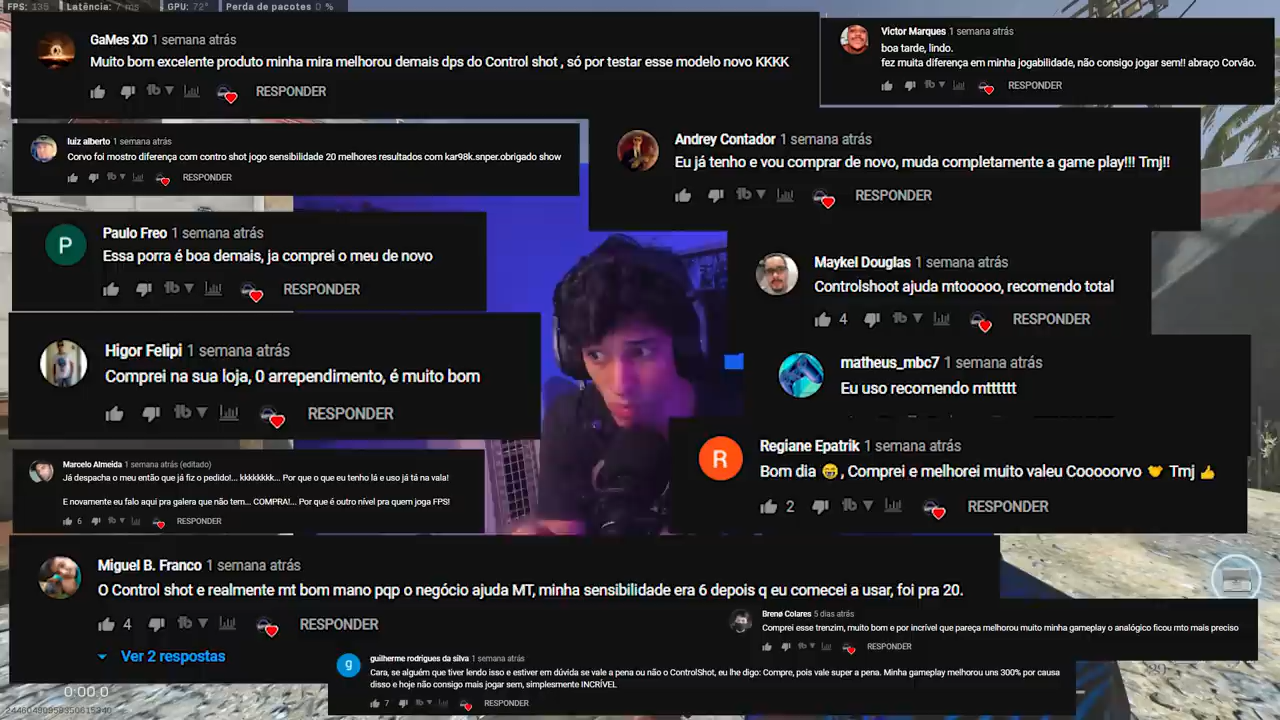 FPS: 135 Latência: 7 ms GPU: 72° Perda de pacotes 0 %
GaMes XD 1 semana atrás
Muito bom excelente produto minha mira melhorou demais dps do Control shot , só por testar esse modelo novo KKKK
RESPONDER
Victor Marques 1 semana atrás
boa tarde, lindo.
fez muita diferença em minha jogabilidade, não consigo jogar sem!! abraço Corvão.
RESPONDER
luiz alberto 1 semana atrás
Corvo foi mostro diferença com contro shot jogo sensibilidade 20 melhores resultados com kar98k.snper.obrigado show
RESPONDER
Andrey Contador 1 semana atrás
Eu já tenho e vou comprar de novo, muda completamente a game play!!! Tmj!!
RESPONDER
Paulo Freo 1 semana atrás
Essa porra é boa demais, ja comprei o meu de novo
RESPONDER
Maykel Douglas 1 semana atrás
Controlshoot ajuda mtooooo, recomendo total
4 RESPONDER
Higor Felipi 1 semana atrás
Comprei na sua loja, 0 arrependimento, é muito bom
RESPONDER
matheus_mbc7 1 semana atrás
Eu uso recomendo mtttttt
Regiane Epatrik 1 semana atrás
Bom dia 😁, Comprei e melhorei muito valeu Cooooorvo 🤝 Tmj 👍
2 RESPONDER
Marcelo Almeida 1 semana atrás (editado)
Já despacha o meu então que já fiz o pedido!... kkkkkkkk... Por que o que eu tenho lá e uso já tá na vala!
E novamente eu falo aqui pra galera que não tem... COMPRA!... Por que é outro nível pra quem joga FPS!
6 RESPONDER
Miguel B. Franco 1 semana atrás
O Control shot e realmente mt bom mano pqp o negócio ajuda MT, minha sensibilidade era 6 depois q eu comecei a usar, foi pra 20.
4 RESPONDER
Ver 2 respostas
Brenø Colares 5 dias atrás
Comprei esse trenzim, muito bom e por incrível que pareça melhorou muito minha gameplay o analógico ficou mto mais preciso
RESPONDER
guilherme rodrigues da silva 1 semana atrás
Cara, se alguém que tiver lendo isso e estiver em dúvida se vale a pena ou não o ControlShot, eu lhe digo: Compre, pois vale super a pena. Minha gameplay melhorou uns 300% por causa
disso e hoje não consigo mais jogar sem, simplesmente INCRÍVEL
7 RESPONDER
0:00.0